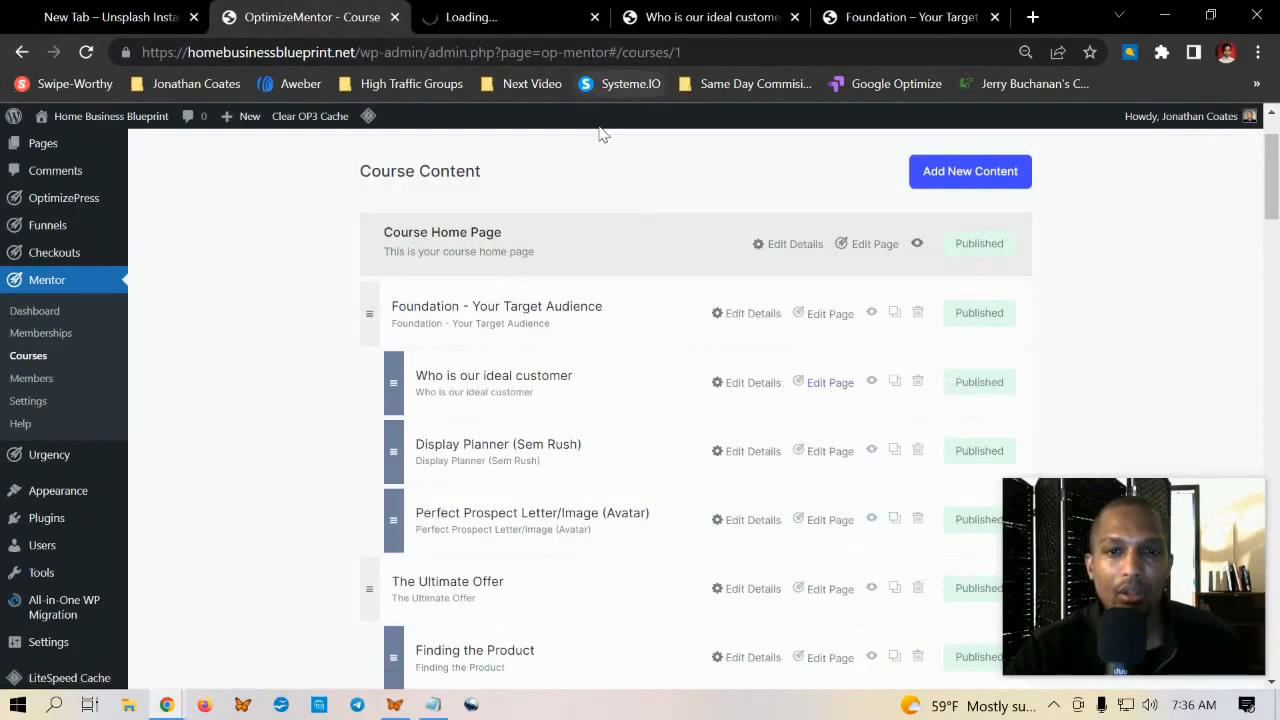 New Tab - Unsplash Insta
OptimizeMentor - Course
Loading...
Who is our ideal custome
Foundation – Your Target
https://homebusinessblueprint.net/wp-admin/admin.php?page=op-mentor#/courses/1
Swipe-Worthy
Jonathan Coates
Aweber
High Traffic Groups
Next Video
Systeme.IO
Same Day Commisi...
Google Optimize
Jerry Buchanan's C...
»
Home Business Blueprint
0
New
Clear OP3 Cache
Howdy, Jonathan Coates
Pages
Comments
OptimizePress
Funnels
Checkouts
Mentor
Dashboard
Memberships
Courses
Members
Settings
Help
Urgency
Appearance
Plugins
Users
Tools
All-in-One WP
Migration
Settings
LiteSpeed Cache
Course Content
Add New Content
Course Home Page
This is your course home page
Edit Details
Edit Page
Published
Foundation - Your Target Audience
Foundation - Your Target Audience
Edit Details
Edit Page
Published
Who is our ideal customer
Who is our ideal customer
Edit Details
Edit Page
Published
Display Planner (Sem Rush)
Display Planner (Sem Rush)
Edit Details
Edit Page
Published
Perfect Prospect Letter/Image (Avatar)
Perfect Prospect Letter/Image (Avatar)
Edit Details
Edit Page
Published
The Ultimate Offer
The Ultimate Offer
Edit Details
Edit Page
Published
Finding the Product
Finding the Product
Edit Details
Edit Page
Published
59°F Mostly su...
7:36 AM